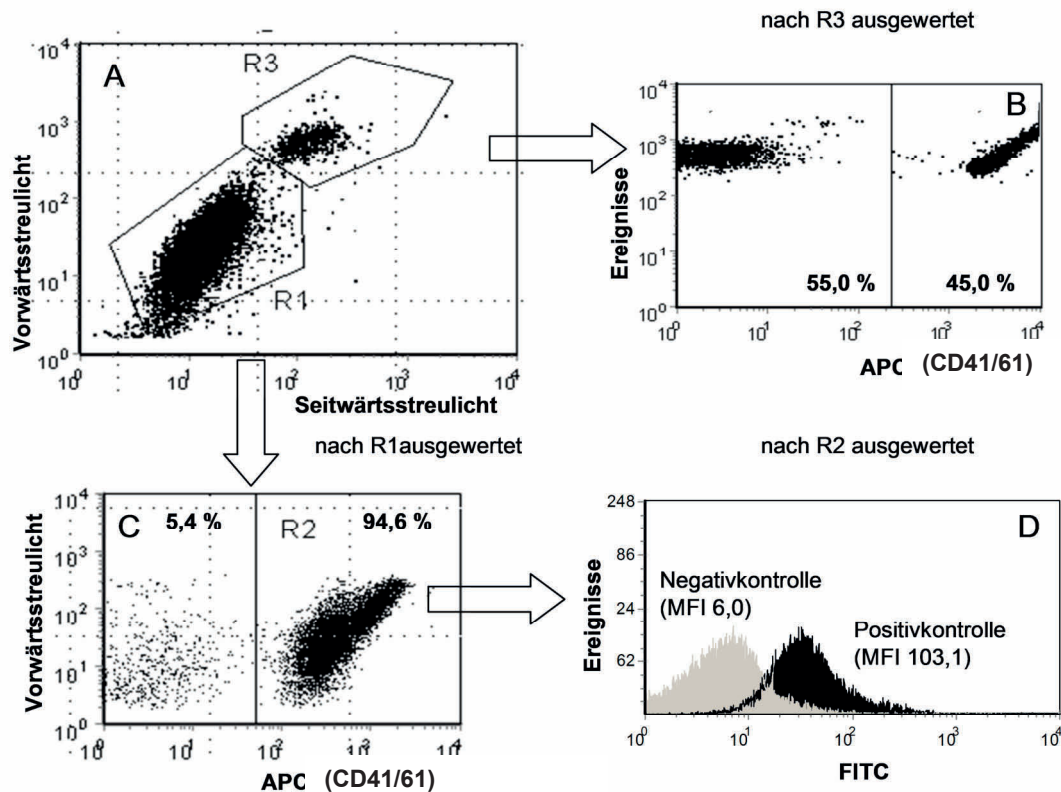 nach R3 ausgewertet
A
R3
R1
10⁴
10³
10²
10¹
10⁰
10⁰
10¹
10²
10³
10⁴
Vorwärtsstreulicht
Seitwärtsstreulicht
B
10⁴
10³
10²
10¹
10⁰
55,0 %
45,0 %
10⁰
10¹
10²
10³
10⁴
Ereignisse
(CD41/61)
nach R1ausgewertet
C
5,4 %
R2
94,6 %
10⁴
10³
10²
10¹
10⁰
10⁰
10¹
10²
10³
10⁴
Vorwärtsstreulicht
(CD41/61)
nach R2 ausgewertet
D
248
86
24
62
Negativkontrolle
(MFI 6,0)
Positivkontrolle
(MFI 103,1)
10⁰
10¹
10²
10³
10⁴
Ereignisse
FITC